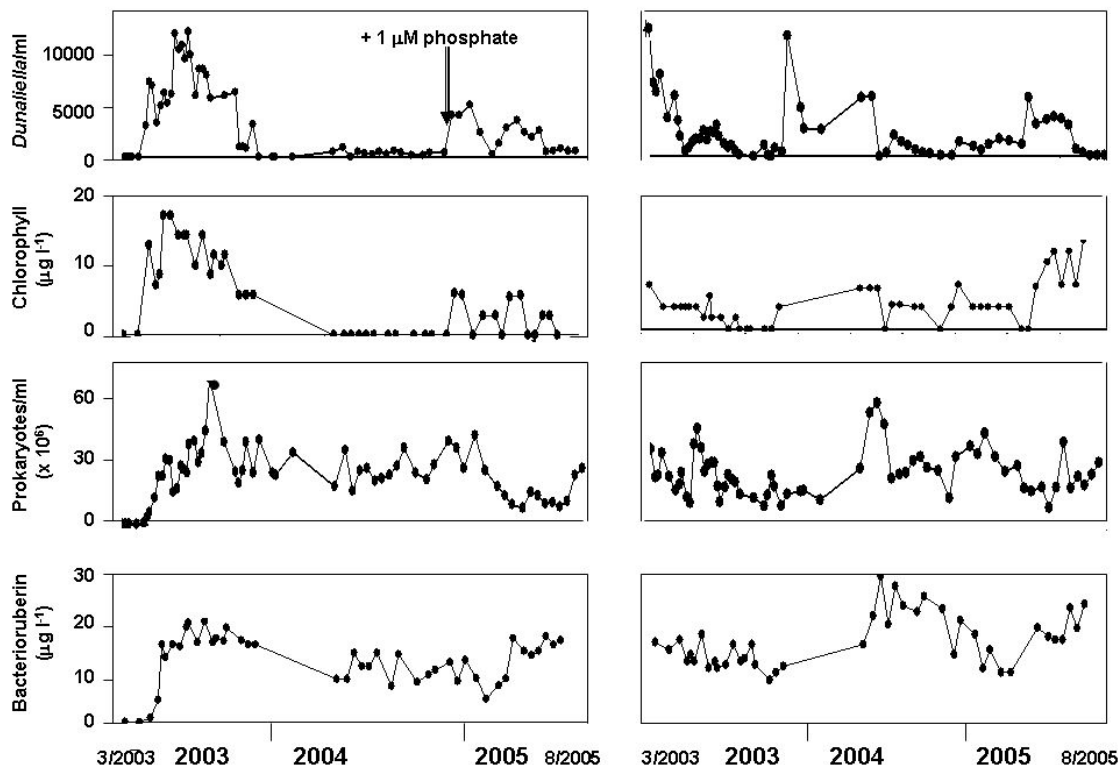 + 1 μM phosphate
Dunaliella/ml
10000
5000
0
Chlorophyll
(μg l⁻¹)
20
10
0
Prokaryotes/ml
(x 10⁶)
60
30
0
Bacterioruberin
(μg l⁻¹)
30
20
10
0
3/2003 2003 2004 2005 8/2005
3/2003 2003 2004 2005 8/2005